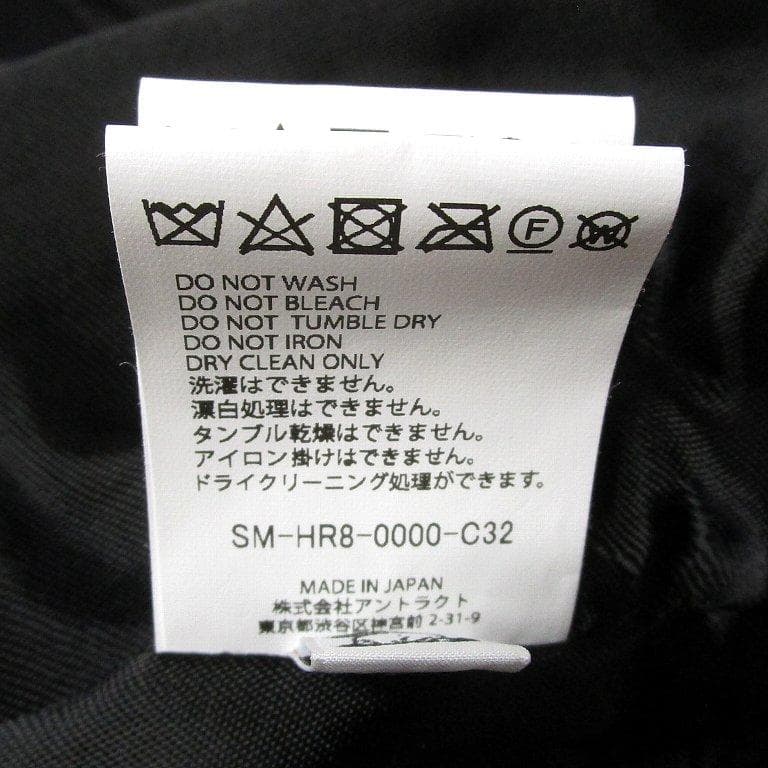 F W
DO NOT WASH
DO NOT BLEACH
DO NOT TUMBLE DRY
DO NOT IRON
DRY CLEAN ONLY
洗濯はできません。
漂白処理はできません。
タンブル乾燥はできません。
アイロン掛けはできません。
ドライクリーニング処理ができます。
SM-HR8-0000-C32
MADE IN JAPAN
株式会社アントラクト
東京都渋谷区神宮前 2-31-9